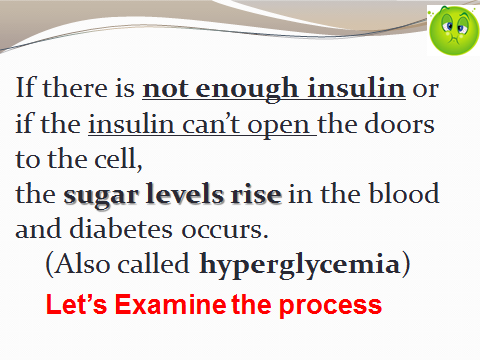 If there is not enough insulin or
if the insulin can’t open the doors
to the cell,
the sugar levels rise in the blood
and diabetes occurs.
(Also called hyperglycemia)
Let’s Examine the process